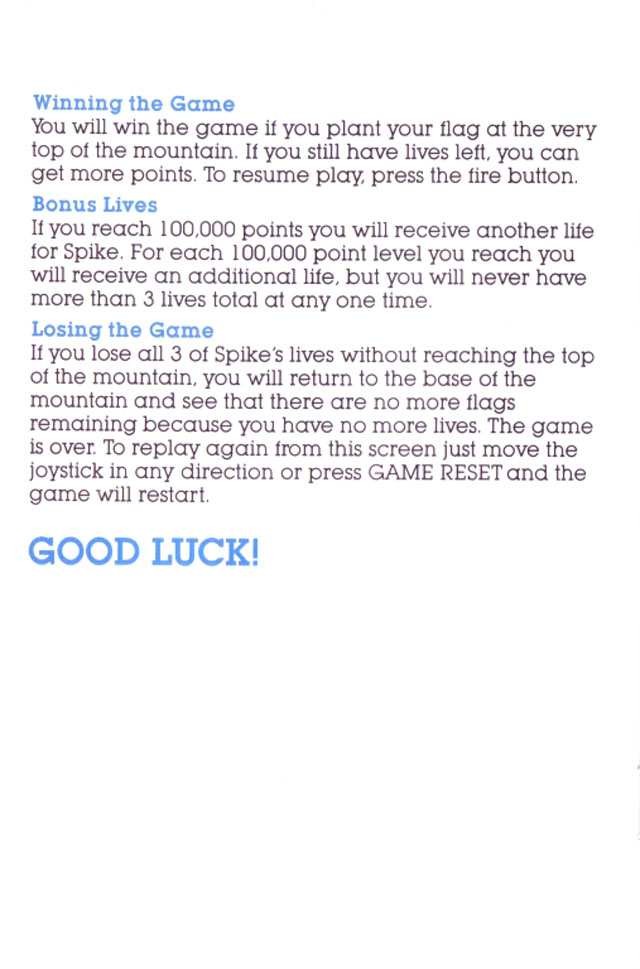 Winning the Game
You will win the game if you plant your flag at the very
top of the mountain. If you still have lives left, you can
get more points. To resume play, press the fire button.
Bonus Lives
If you reach 100,000 points you will receive another life
for Spike. For each 100,000 point level you reach you
will receive an additional life, but you will never have
more than 3 lives total at any one time.
Losing the Game
If you lose all 3 of Spike's lives without reaching the top
of the mountain, you will return to the base of the
mountain and see that there are no more flags
remaining because you have no more lives. The game
is over. To replay again from this screen just move the
joystick in any direction or press GAME RESET and the
game will restart.
GOOD LUCK!